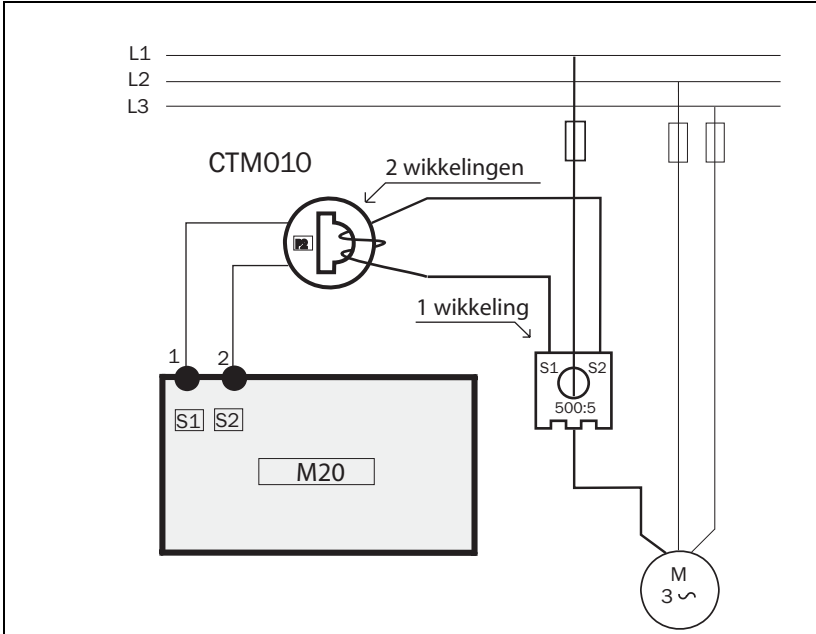 L1
L2
L3
CTM010
2 wikkelingen
P2
1 wikkeling
1
2
S1
S2
500:5
S1
S2
M20
M
3 ~